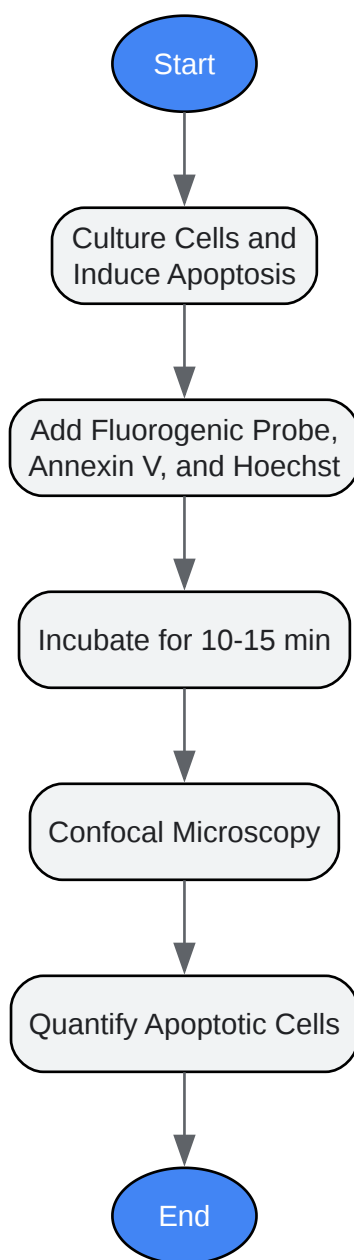 Start
Culture Cells and
Induce Apoptosis
Add Fluorogenic Probe,
Annexin V, and Hoechst
Incubate for 10-15 min
Confocal Microscopy
Quantify Apoptotic Cells
End